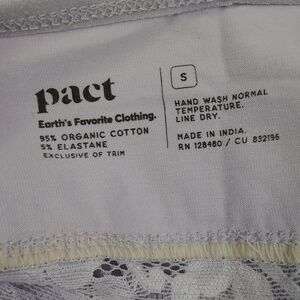 pact
Earth's Favorite Clothing.
95% ORGANIC COTTON
5% ELASTANE
EXCLUSIVE OF TRIM
S
HAND WASH NORMAL
TEMPERATURE.
LINE DRY.
MADE IN INDIA.
RN 128480 / CU 832196